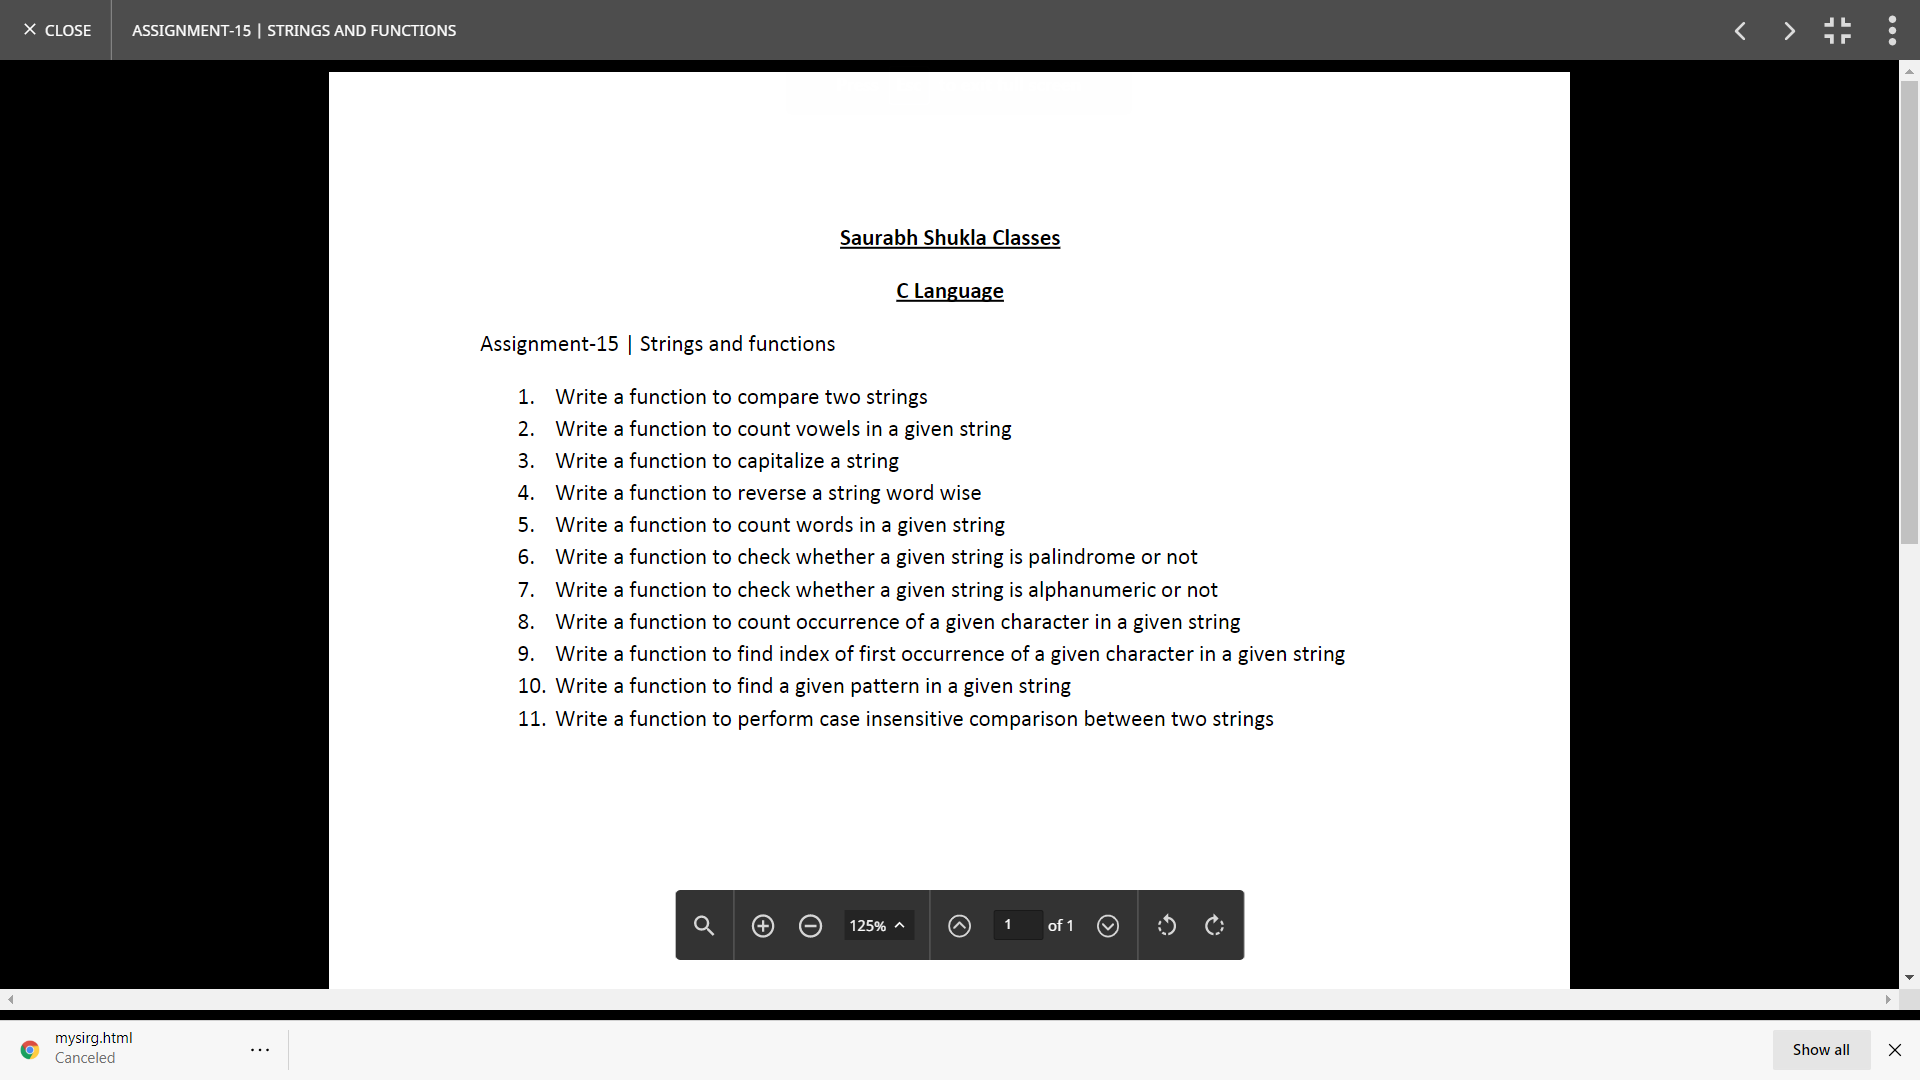 CLOSE
ASSIGNMENT-15 | STRINGS AND FUNCTIONS
Saurabh Shukla Classes
C Language
Assignment-15 | Strings and functions
1. Write a function to compare two strings
2. Write a function to count vowels in a given string
3. Write a function to capitalize a string
4. Write a function to reverse a string word wise
5. Write a function to count words in a given string
6. Write a function to check whether a given string is palindrome or not
7. Write a function to check whether a given string is alphanumeric or not
8. Write a function to count occurrence of a given character in a given string
9. Write a function to find index of first occurrence of a given character in a given string
10. Write a function to find a given pattern in a given string
11. Write a function to perform case insensitive comparison between two strings
125% 1 of 1
mysirg.html
Canceled
Show all